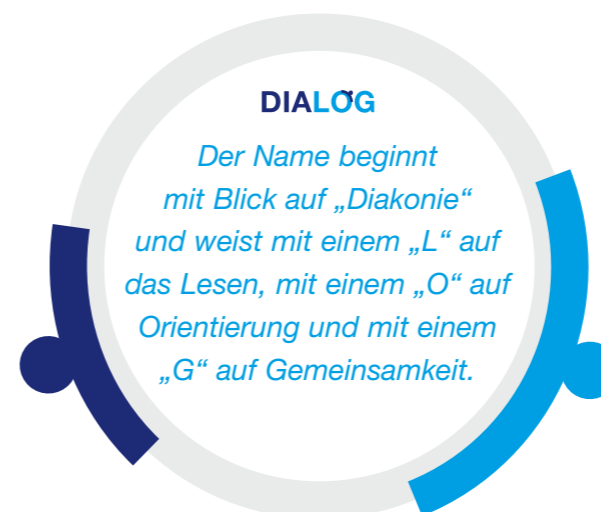 DIALOG
Der Name beginnt
mit Blick auf „Diakonie“
und weist mit einem „L“ auf
das Lesen, mit einem „O“ auf
Orientierung und mit einem
„G“ auf Gemeinsamkeit.